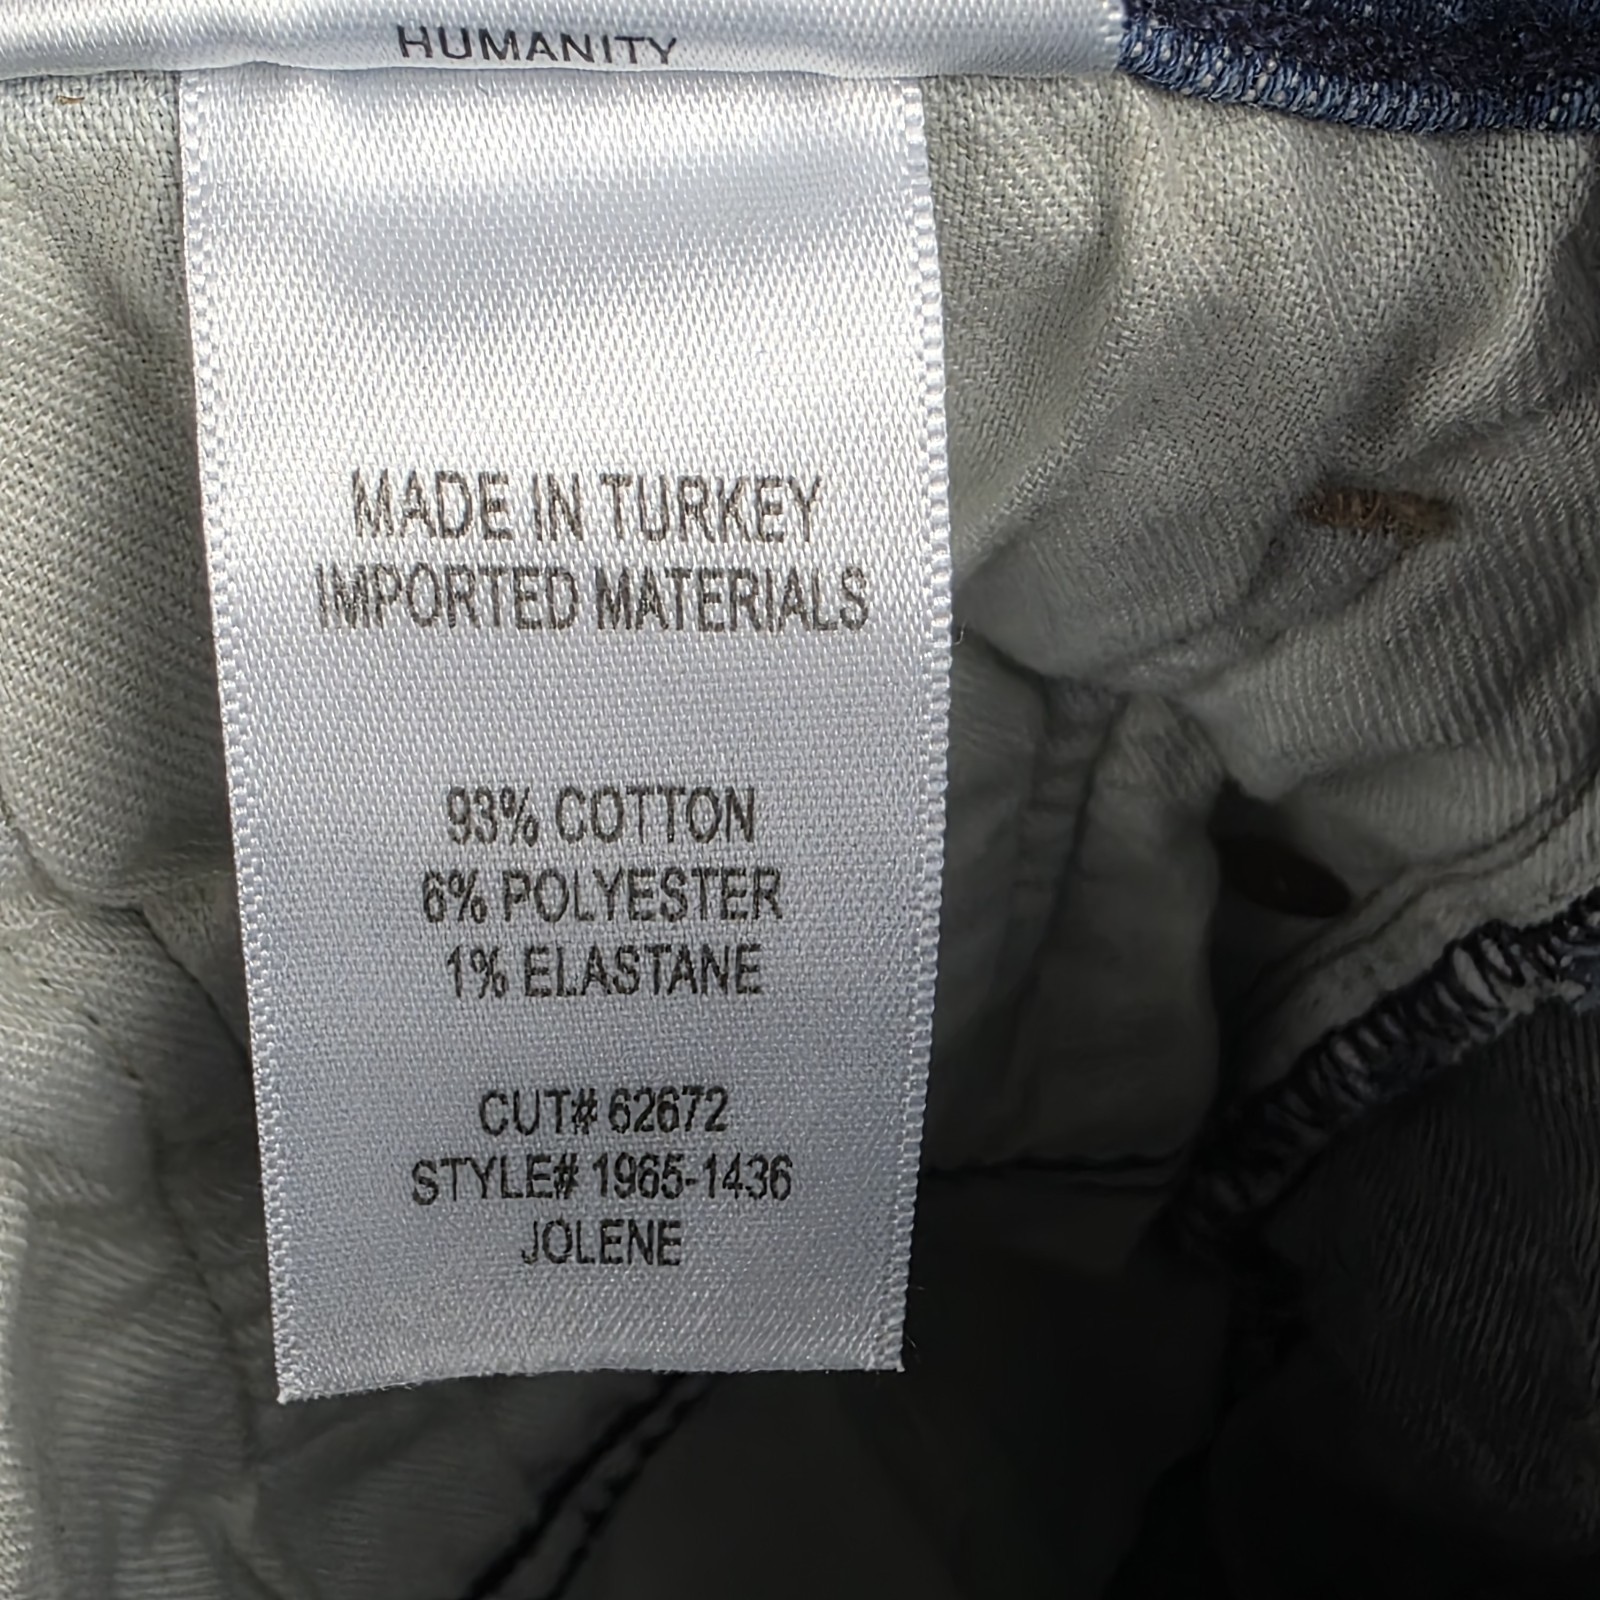 HUMANITY
MADE IN TURKEY
IMPORTED MATERIALS
93% COTTON
6% POLYESTER
1% ELASTANE
CUT# 62672
STYLE# 1965-1436
JOLENE